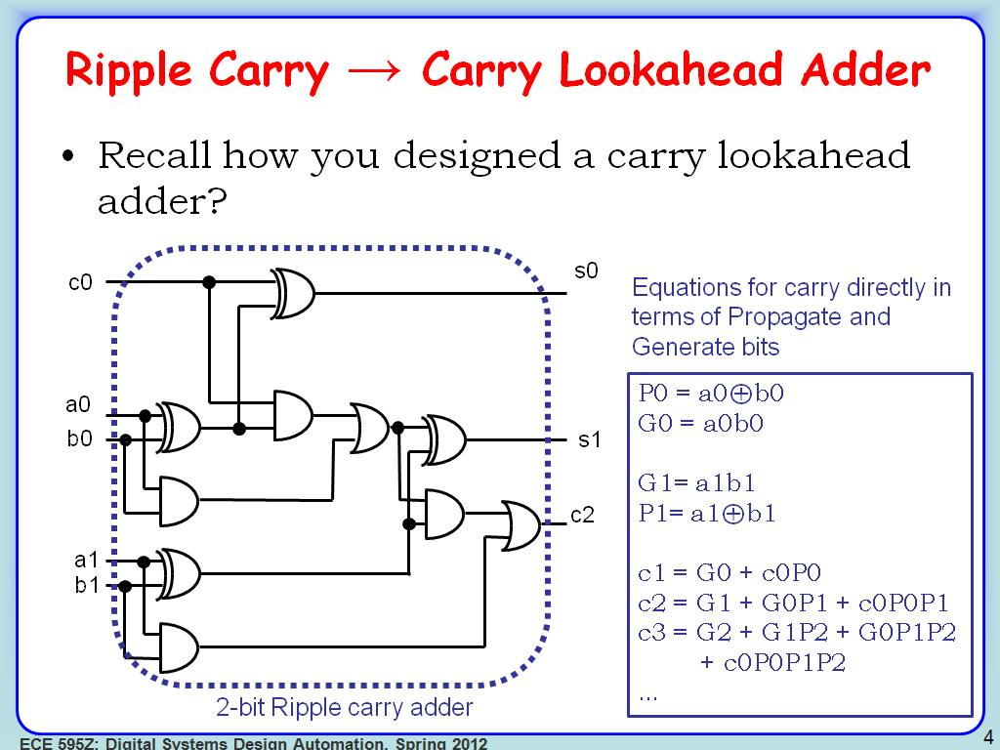 Ripple Carry → Carry Lookahead Adder
• Recall how you designed a carry lookahead
adder?
c0
s0
a0
b0
s1
c2
a1
b1
2-bit Ripple carry adder
Equations for carry directly in
terms of Propagate and
Generate bits
P0 = a0⊕b0
G0 = a0b0
G1= a1b1
P1= a1⊕b1
c1 = G0 + c0P0
c2 = G1 + G0P1 + c0P0P1
c3 = G2 + G1P2 + G0P1P2
+ c0P0P1P2
...
ECE 595Z: Digital Systems Design Automation, Spring 2012
4